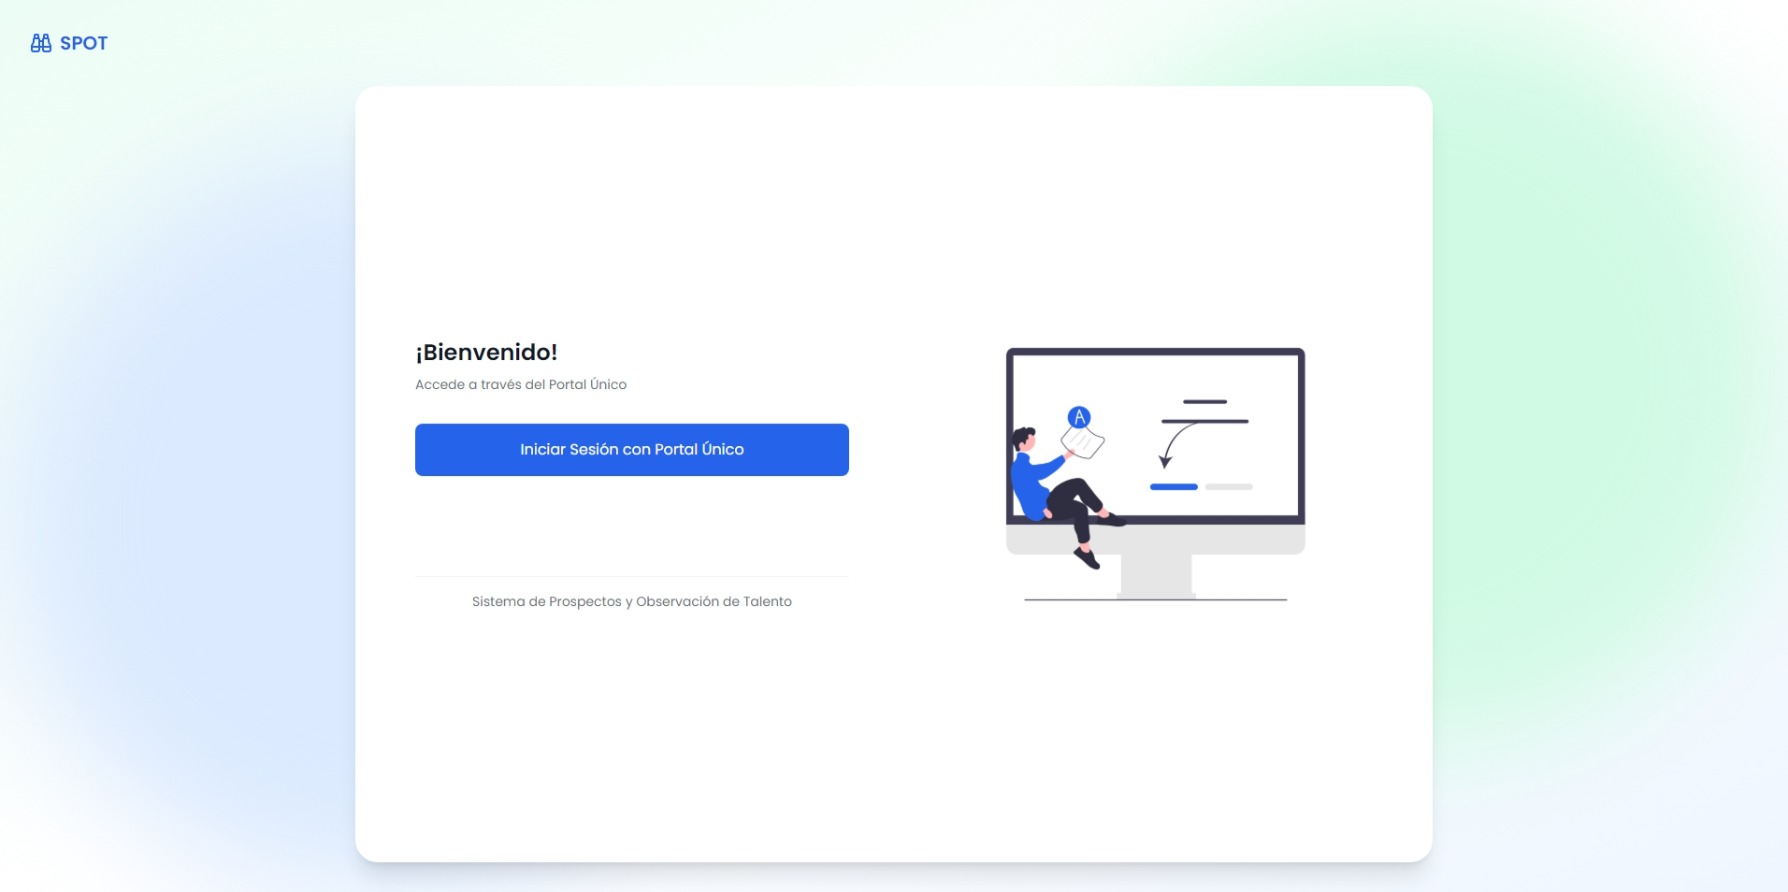 SPOT
¡Bienvenido!
Accede a través del Portal Único
Iniciar Sesión con Portal Único
Sistema de Prospectos y Observación de Talento
A